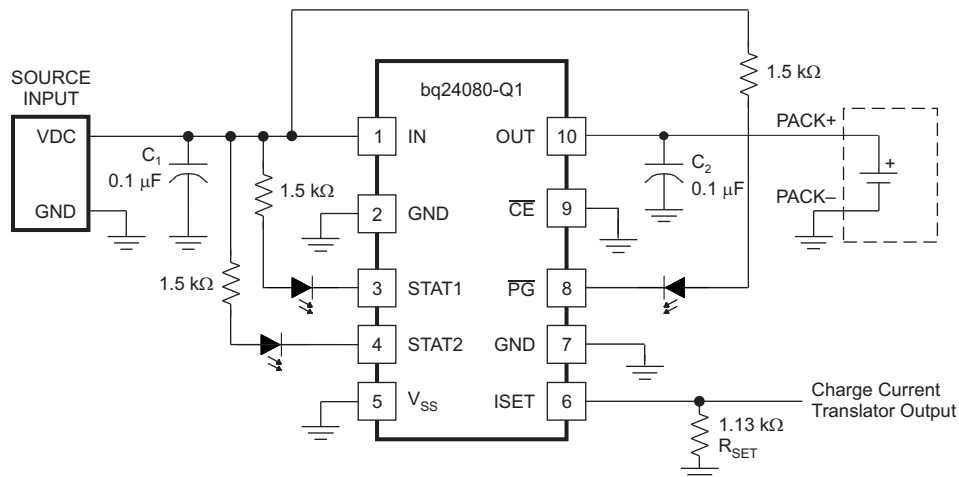 SOURCE
INPUT
VDC
GND
C1
0.1 μF
1.5 kΩ
1.5 kΩ
bq24080-Q1
1
IN
2
GND
3
STAT1
4
STAT2
5
VSS
OUT
10
CE
9
PG
8
GND
7
ISET
6
1.5 kΩ
C2
0.1 μF
PACK+
+
PACK–
Charge Current
Translator Output
1.13 kΩ
RSET